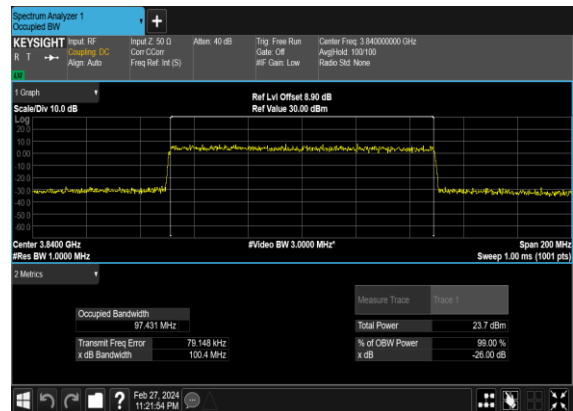 Spectrum Analyzer 1
Occupied BW
KEYSIGHT Input: RF Input Z: 50 Ω Atten: 40 dB Trig: Free Run Center Freq: 3.840000000 GHz
R T Coupling: DC Corr CCorr Gate: Off Avg|Hold: 100/100
Align: Auto Freq Ref: Int (S) #IF Gain: Low Radio Std: None
LW
1 Graph
Ref Lvl Offset 8.90 dB
Scale/Div 10.0 dB Ref Value 30.00 dBm
Log
20.0
10.0
0.00
-10.0
-20.0
-30.0
-40.0
-50.0
-60.0
Center 3.8400 GHz #Video BW 3.0000 MHz* Span 200 MHz
#Res BW 1.0000 MHz Sweep 1.00 ms (1001 pts)
2 Metrics
Measure Trace Trace 1
Occupied Bandwidth
97.431 MHz Total Power 23.7 dBm
Transmit Freq Error 79.148 kHz % of OBW Power 99.00 %
x dB Bandwidth 100.4 MHz x dB -26.00 dB
?
Feb 27, 2024
11:21:54 PM